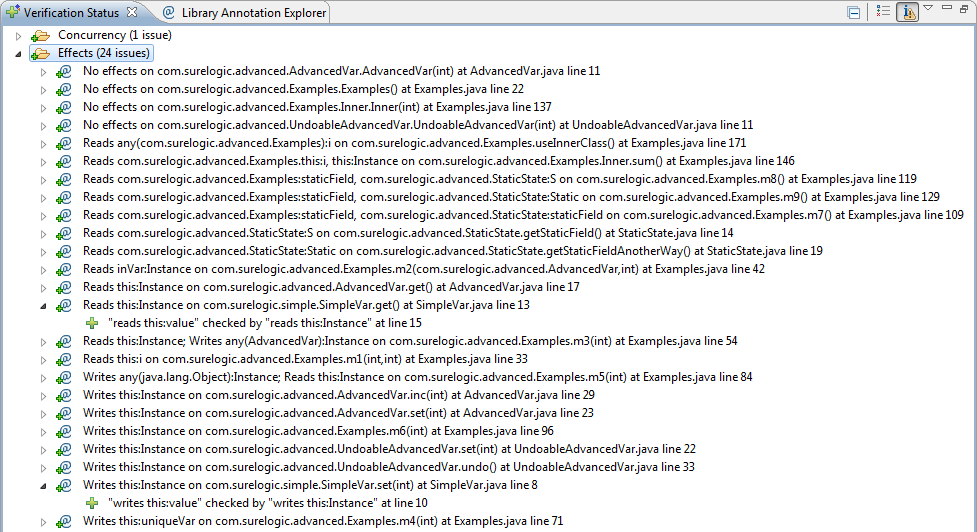 Verification Status
Library Annotation Explorer
Concurrency (1 issue)
Effects (24 issues)
No effects on com.surelogic.advanced.AdvancedVar.AdvancedVar(int) at AdvancedVar.java line 11
No effects on com.surelogic.advanced.Examples.Examples() at Examples.java line 22
No effects on com.surelogic.advanced.Examples.Inner.Inner(int) at Examples.java line 137
No effects on com.surelogic.advanced.UndoableAdvancedVar.UndoableAdvancedVar(int) at UndoableAdvancedVar.java line 11
Reads any(com.surelogic.advanced.Examples):i on com.surelogic.advanced.Examples.useInnerClass() at Examples.java line 171
Reads com.surelogic.advanced.Examples.this:i, this:Instance on com.surelogic.advanced.Examples.Inner.sum() at Examples.java line 146
Reads com.surelogic.advanced.Examples:staticField, com.surelogic.advanced.StaticState:S on com.surelogic.advanced.Examples.m8() at Examples.java line 119
Reads com.surelogic.advanced.Examples:staticField, com.surelogic.advanced.StaticState:Static on com.surelogic.advanced.Examples.m9() at Examples.java line 129
Reads com.surelogic.advanced.Examples:staticField, com.surelogic.advanced.StaticState:staticField on com.surelogic.advanced.Examples.m7() at Examples.java line 109
Reads com.surelogic.advanced.StaticState:S on com.surelogic.advanced.StaticState.getStaticField() at StaticState.java line 14
Reads com.surelogic.advanced.StaticState:Static on com.surelogic.advanced.StaticState.getStaticFieldAnotherWay() at StaticState.java line 19
Reads inVar:Instance on com.surelogic.advanced.Examples.m2(com.surelogic.advanced.AdvancedVar,int) at Examples.java line 42
Reads this:Instance on com.surelogic.advanced.AdvancedVar.get() at AdvancedVar.java line 17
Reads this:Instance on com.surelogic.simple.SimpleVar.get() at SimpleVar.java line 13
"reads this:value" checked by "reads this:Instance" at line 15
Reads this:Instance; Writes any(AdvancedVar):Instance on com.surelogic.advanced.Examples.m3(int) at Examples.java line 54
Reads this:i on com.surelogic.advanced.Examples.m1(int,int) at Examples.java line 33
Writes any(java.lang.Object):Instance; Reads this:Instance on com.surelogic.advanced.Examples.m5(int) at Examples.java line 84
Writes this:Instance on com.surelogic.advanced.AdvancedVar.inc(int) at AdvancedVar.java line 29
Writes this:Instance on com.surelogic.advanced.AdvancedVar.set(int) at AdvancedVar.java line 23
Writes this:Instance on com.surelogic.advanced.Examples.m6(int) at Examples.java line 96
Writes this:Instance on com.surelogic.advanced.UndoableAdvancedVar.set(int) at UndoableAdvancedVar.java line 22
Writes this:Instance on com.surelogic.advanced.UndoableAdvancedVar.undo() at UndoableAdvancedVar.java line 33
Writes this:Instance on com.surelogic.simple.SimpleVar.set(int) at SimpleVar.java line 8
"writes this:value" checked by "writes this:Instance" at line 10
Writes this:uniqueVar on com.surelogic.advanced.Examples.m4(int) at Examples.java line 71